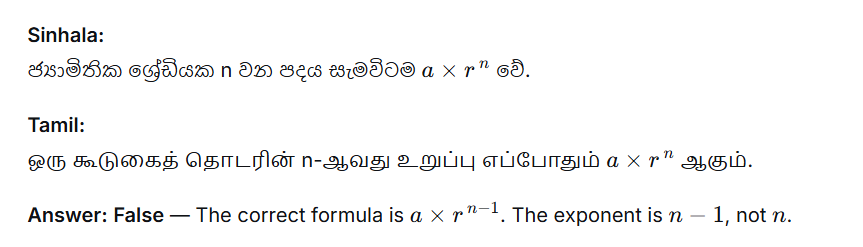 Sinhala:
ජ්‍යාමිතික ශ්‍රේඩියක n වන පදය සැමවිටම a × r^n වේ.
Tamil:
ஒரு கூடுகைத் தொடரின் n-ஆவது உறுப்பு எப்போதும் a × r^n ஆகும்.
Answer: False — The correct formula is a × r^{n−1}. The exponent is n − 1, not n.